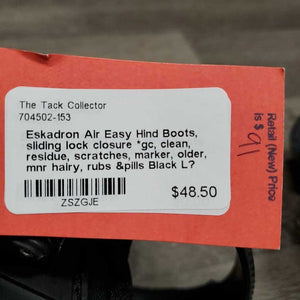 The Tack Collector
704502-153
Eskadron Air Easy Hind Boots,
sliding lock closure *gc, clean,
residue, scratches, marker, older,
mnr hairy, rubs &pills Black L?
$48.50
ZSZGJE
Retail (New) Price
is $ 91